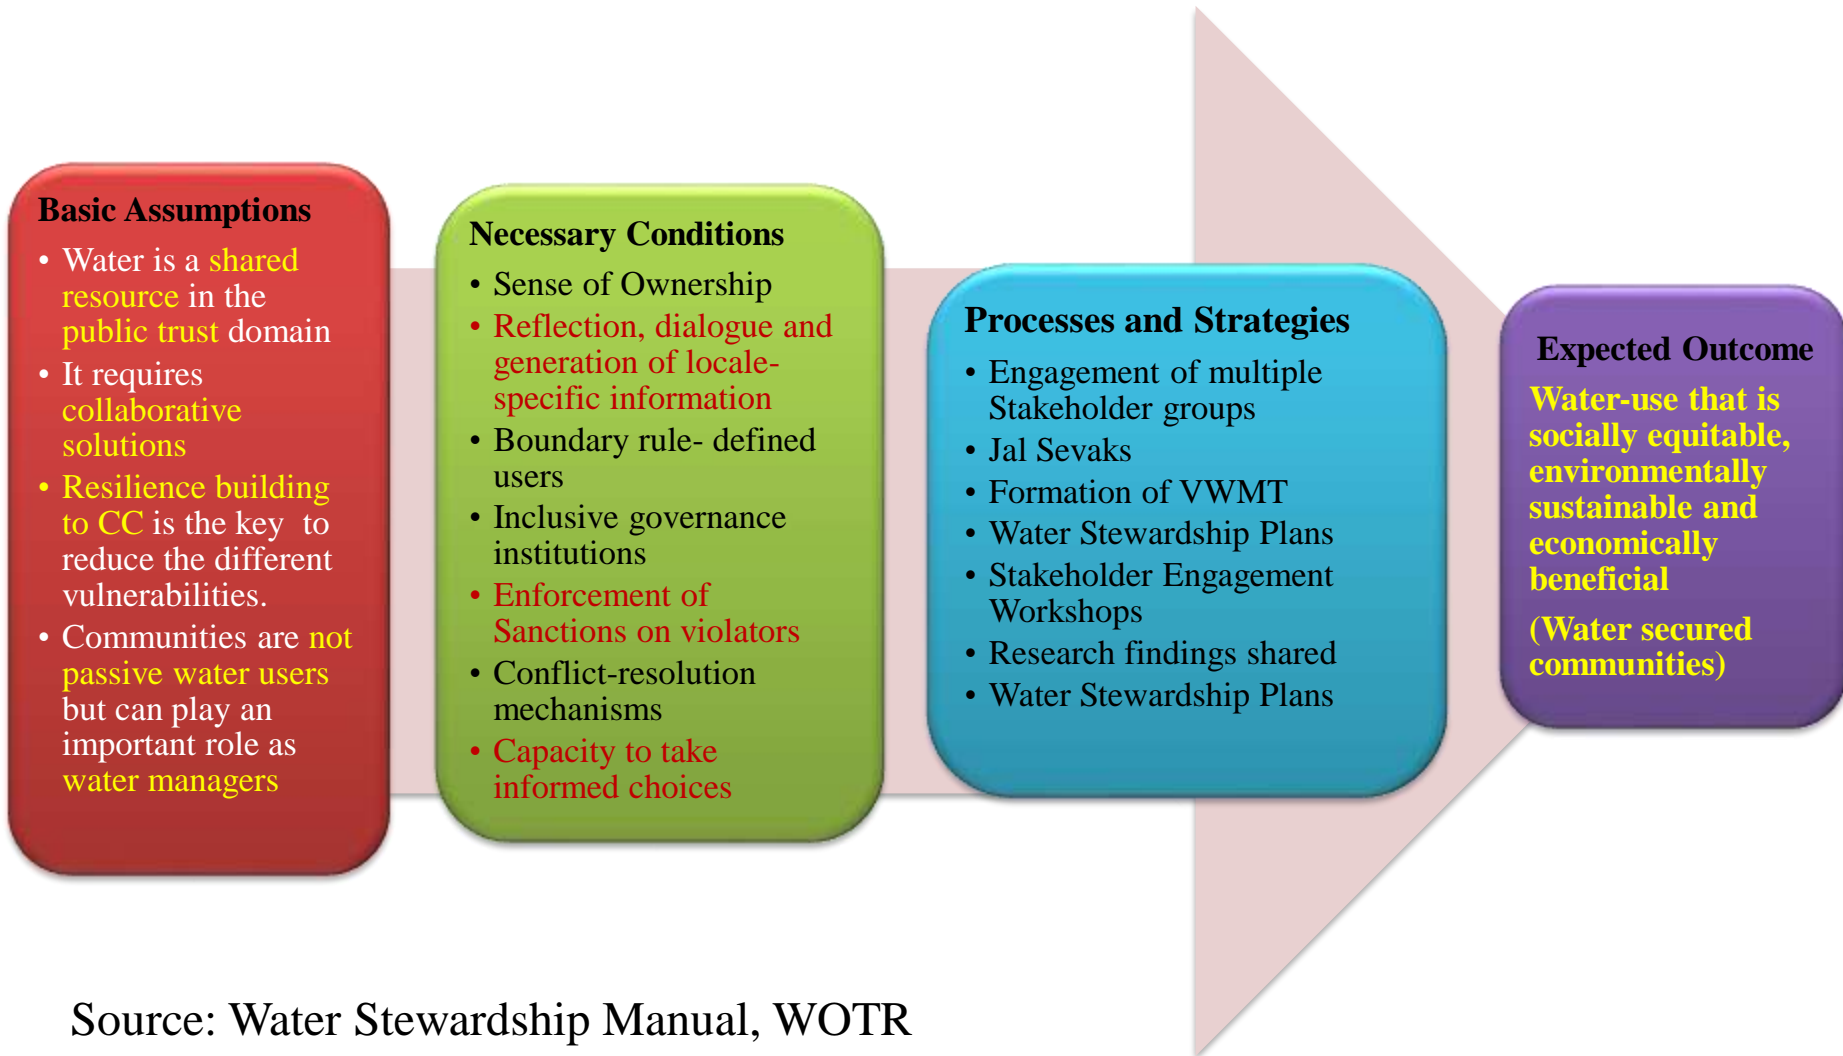 Basic Assumptions
• Water is a shared
resource in the
public trust domain
• It requires
collaborative
solutions
• Resilience building
to CC is the key to
reduce the different
vulnerabilities.
• Communities are not
passive water users
but can play an
important role as
water managers
Necessary Conditions
• Sense of Ownership
• Reflection, dialogue and
generation of locale-
specific information
• Boundary rule- defined
users
• Inclusive governance
institutions
• Enforcement of
Sanctions on violators
• Conflict-resolution
mechanisms
• Capacity to take
informed choices
Processes and Strategies
• Engagement of multiple
Stakeholder groups
• Jal Sevaks
• Formation of VWMT
• Water Stewardship Plans
• Stakeholder Engagement
Workshops
• Research findings shared
• Water Stewardship Plans
Expected Outcome
Water-use that is
socially equitable,
environmentally
sustainable and
economically
beneficial
(Water secured
communities)
Source: Water Stewardship Manual, WOTR